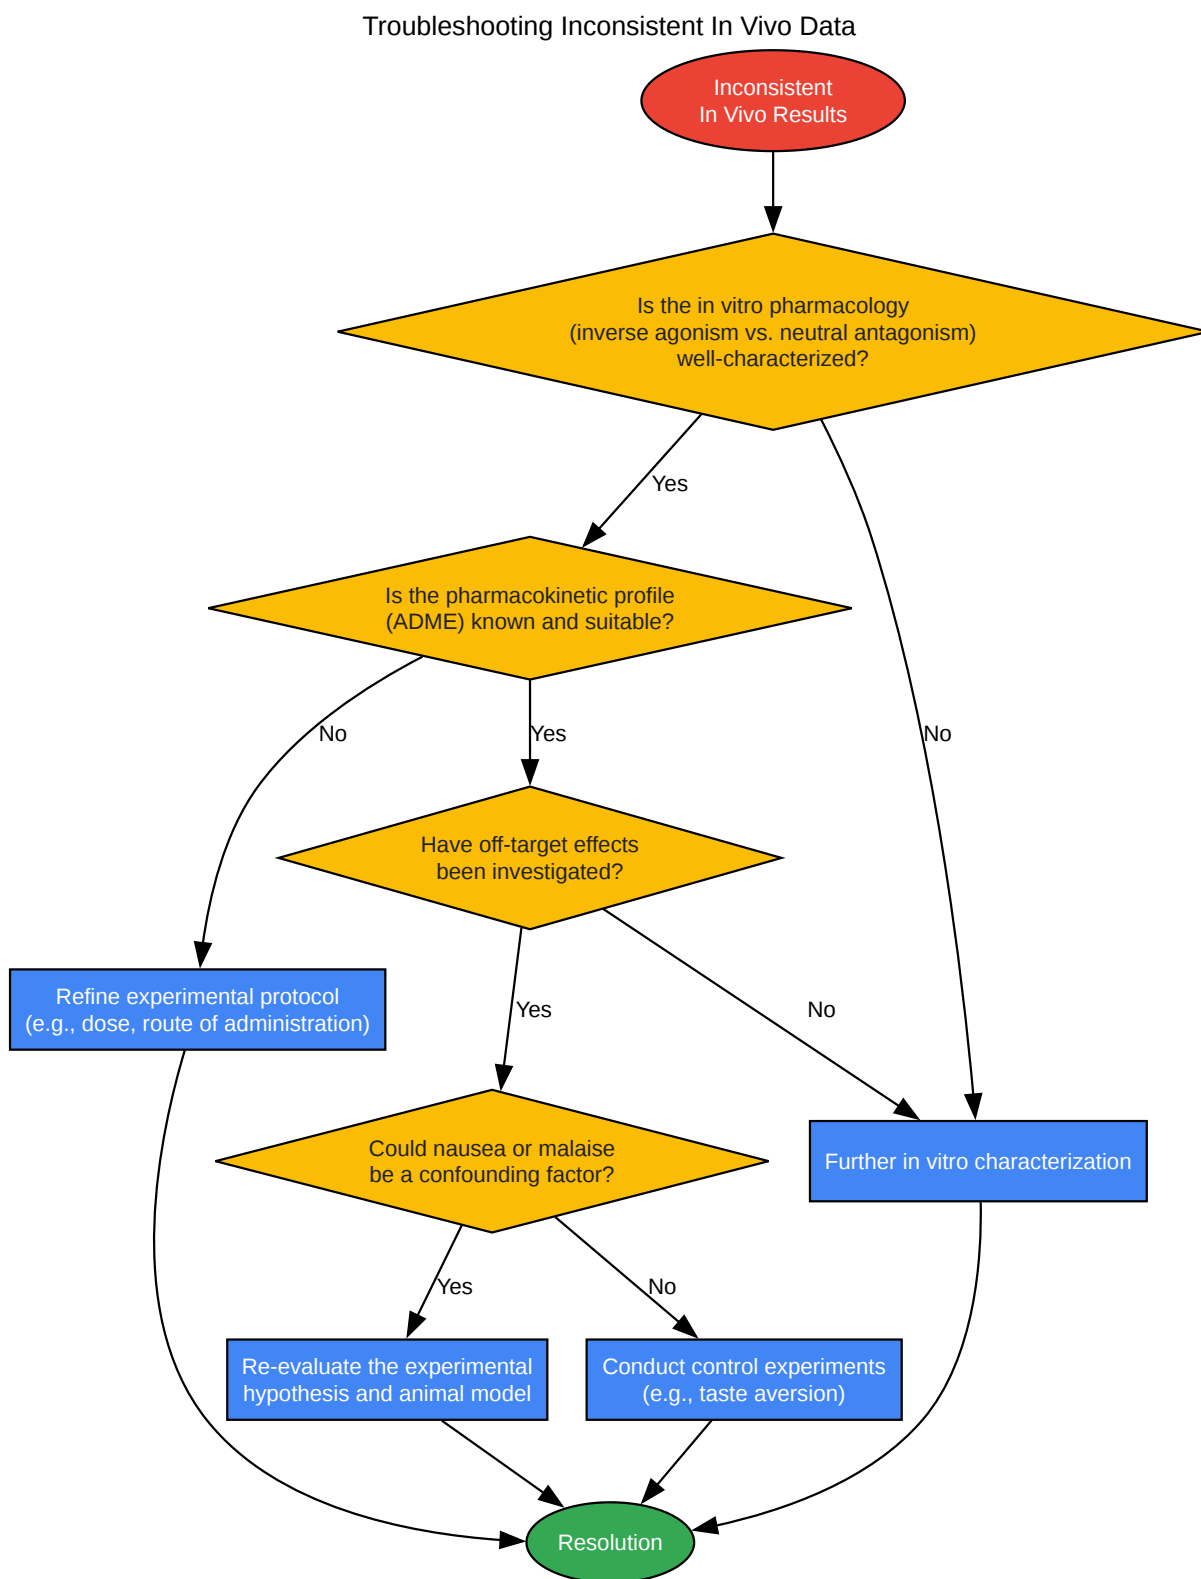 Troubleshooting Inconsistent In Vivo Data
Inconsistent
In Vivo Results
Is the in vitro pharmacology
(inverse agonism vs. neutral antagonism)
well-characterized?
Yes
Is the pharmacokinetic profile
(ADME) known and suitable?
No
Yes
No
Have off-target effects
been investigated?
Refine experimental protocol
(e.g., dose, route of administration)
Yes
No
Could nausea or malaise
be a confounding factor?
Further in vitro characterization
Yes
No
Re-evaluate the experimental
hypothesis and animal model
Conduct control experiments
(e.g., taste aversion)
Resolution